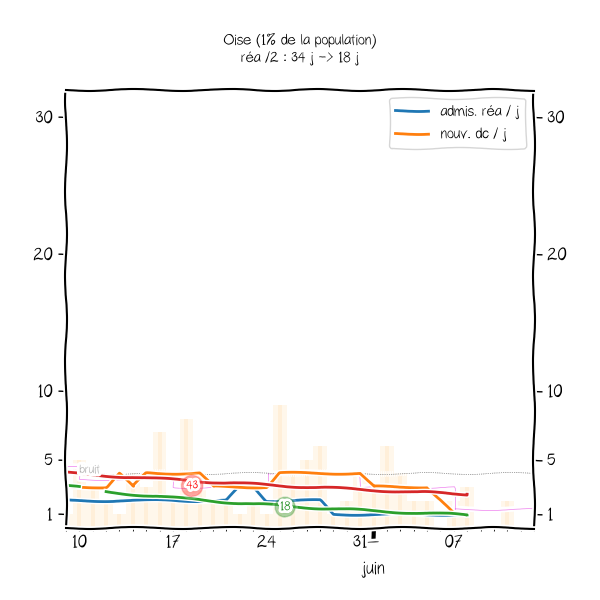 Oise (1% de la population)
réa /2 : 34 j -> 18 j
admis. réa / j
nouv. dc / j
30
30
20
20
10
10
5
5
bruit
43
18
1
1
10
17
24
31
07
juin